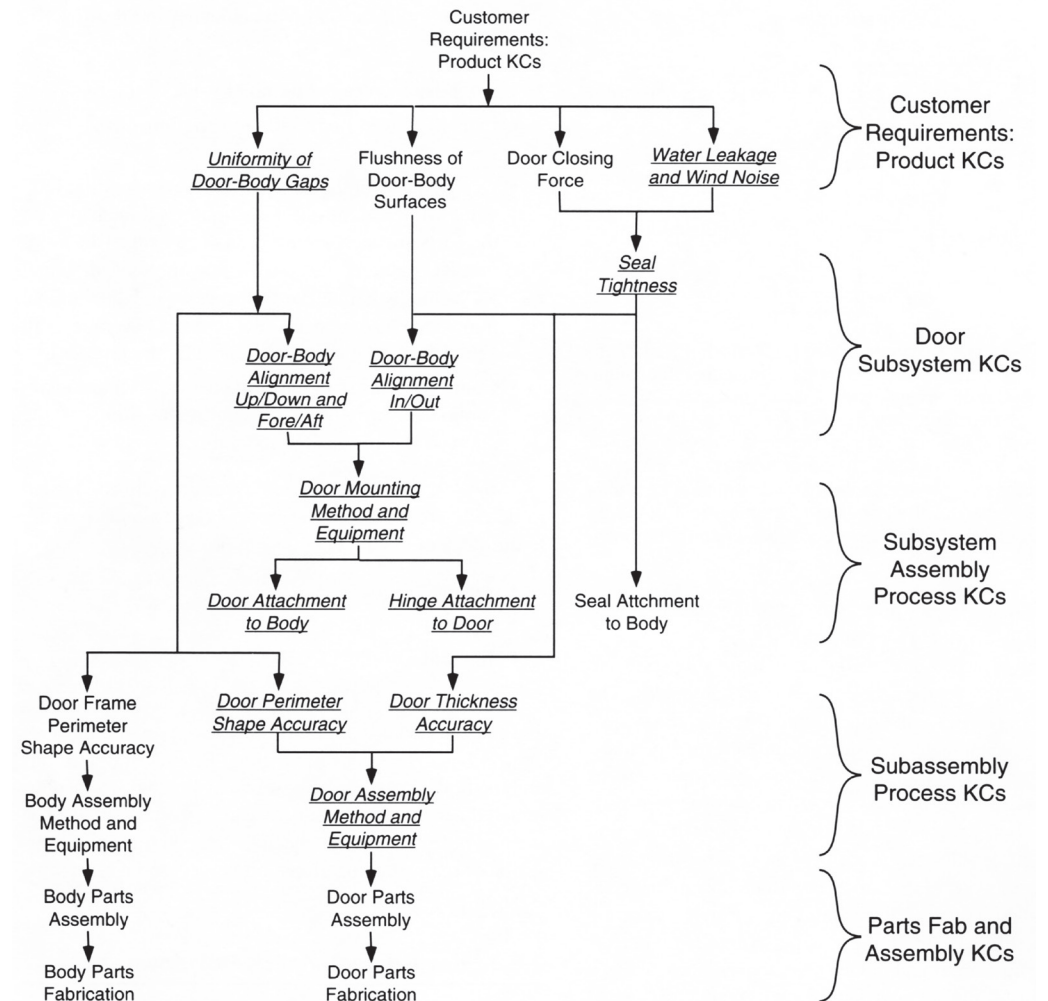 Customer
Requirements:
Product KCs
Customer
Requirements:
Product KCs
Uniformity of
Door-Body Gaps
Flushness of
Door-Body
Surfaces
Door Closing
Force
Water Leakage
and Wind Noise
Seal
Tightness
Door
Subsystem KCs
Door-Body
Alignment
Up/Down and
Fore/Aft
Door-Body
Alignment
In/Out
Door Mounting
Method and
Equipment
Subsystem
Assembly
Process KCs
Door Attachment
to Body
Hinge Attachment
to Door
Seal Attchment
to Body
Door Frame
Perimeter
Shape Accuracy
Door Perimeter
Shape Accuracy
Door Thickness
Accuracy
Subassembly
Process KCs
Body Assembly
Method and
Equipment
Door Assembly
Method and
Equipment
Body Parts
Assembly
Door Parts
Assembly
Parts Fab and
Assembly KCs
Body Parts
Fabrication
Door Parts
Fabrication